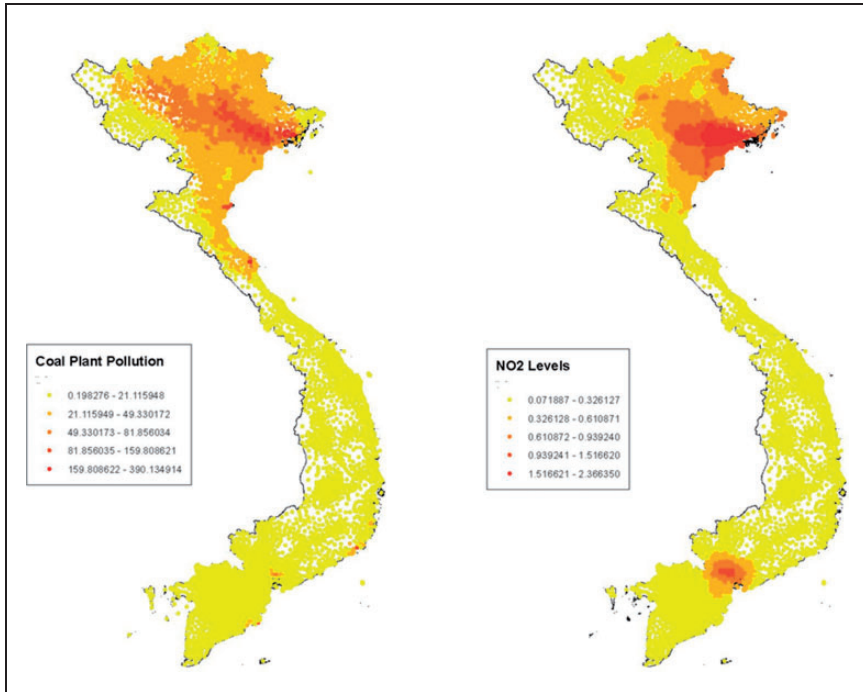 Coal Plant Pollution
0.198276 - 21.115948
21.115949 - 49.330172
49.330173 - 81.856034
81.856035 - 159.808621
159.808622 - 390.134914
NO2 Levels
0.071887 - 0.326127
0.326128 - 0.610871
0.610872 - 0.939240
0.939241 - 1.516620
1.516621 - 2.366350